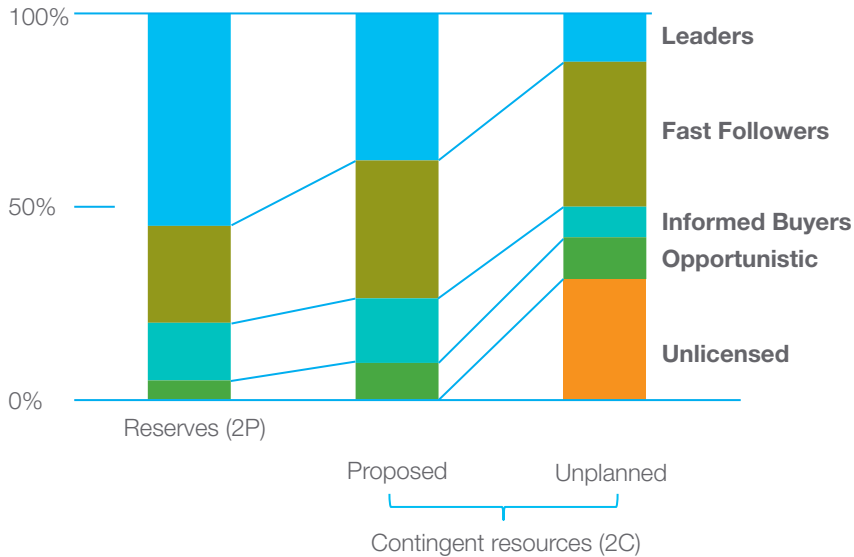 100%
Leaders
Fast Followers
50%
Informed Buyers
Opportunistic
Unlicensed
0%
Reserves (2P)
Proposed
Unplanned
Contingent resources (2C)